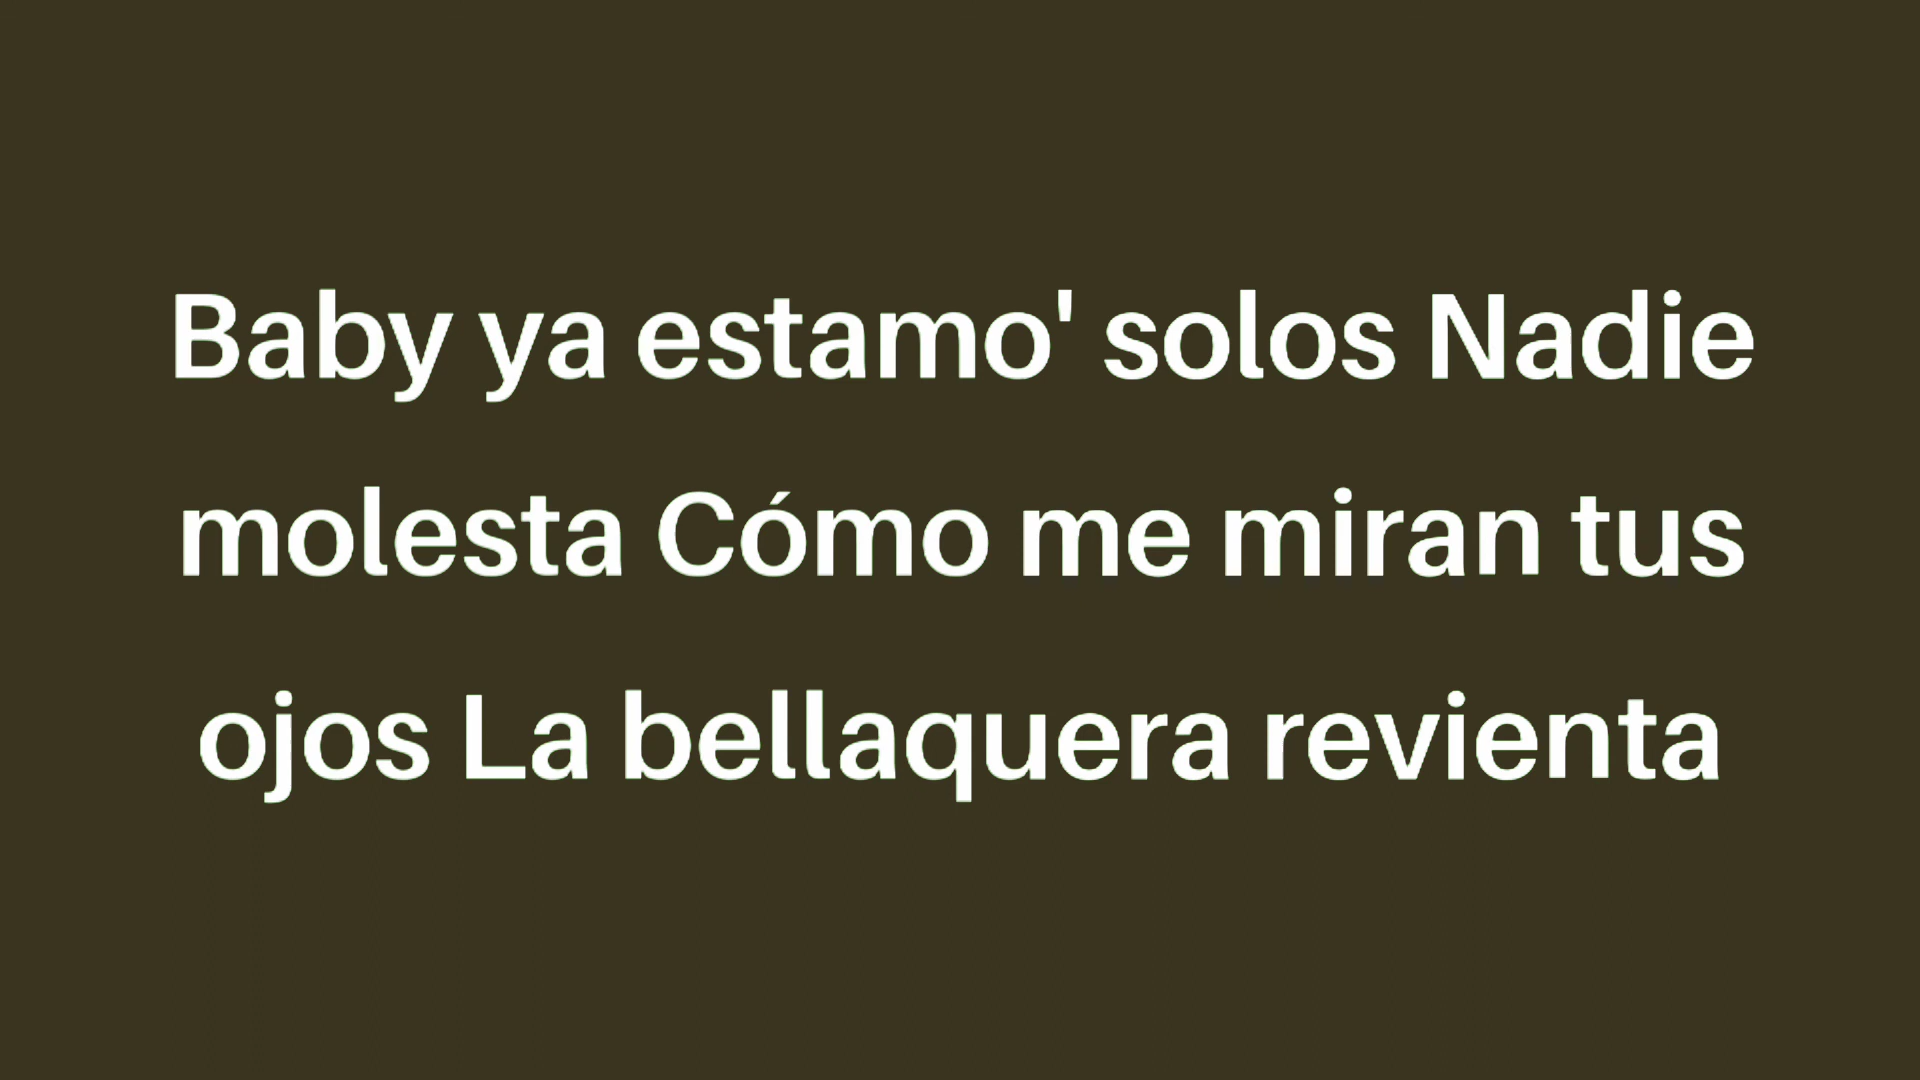 Baby ya estamo' solos Nadie
molesta Cómo me miran tus
ojos La bellaquera revienta